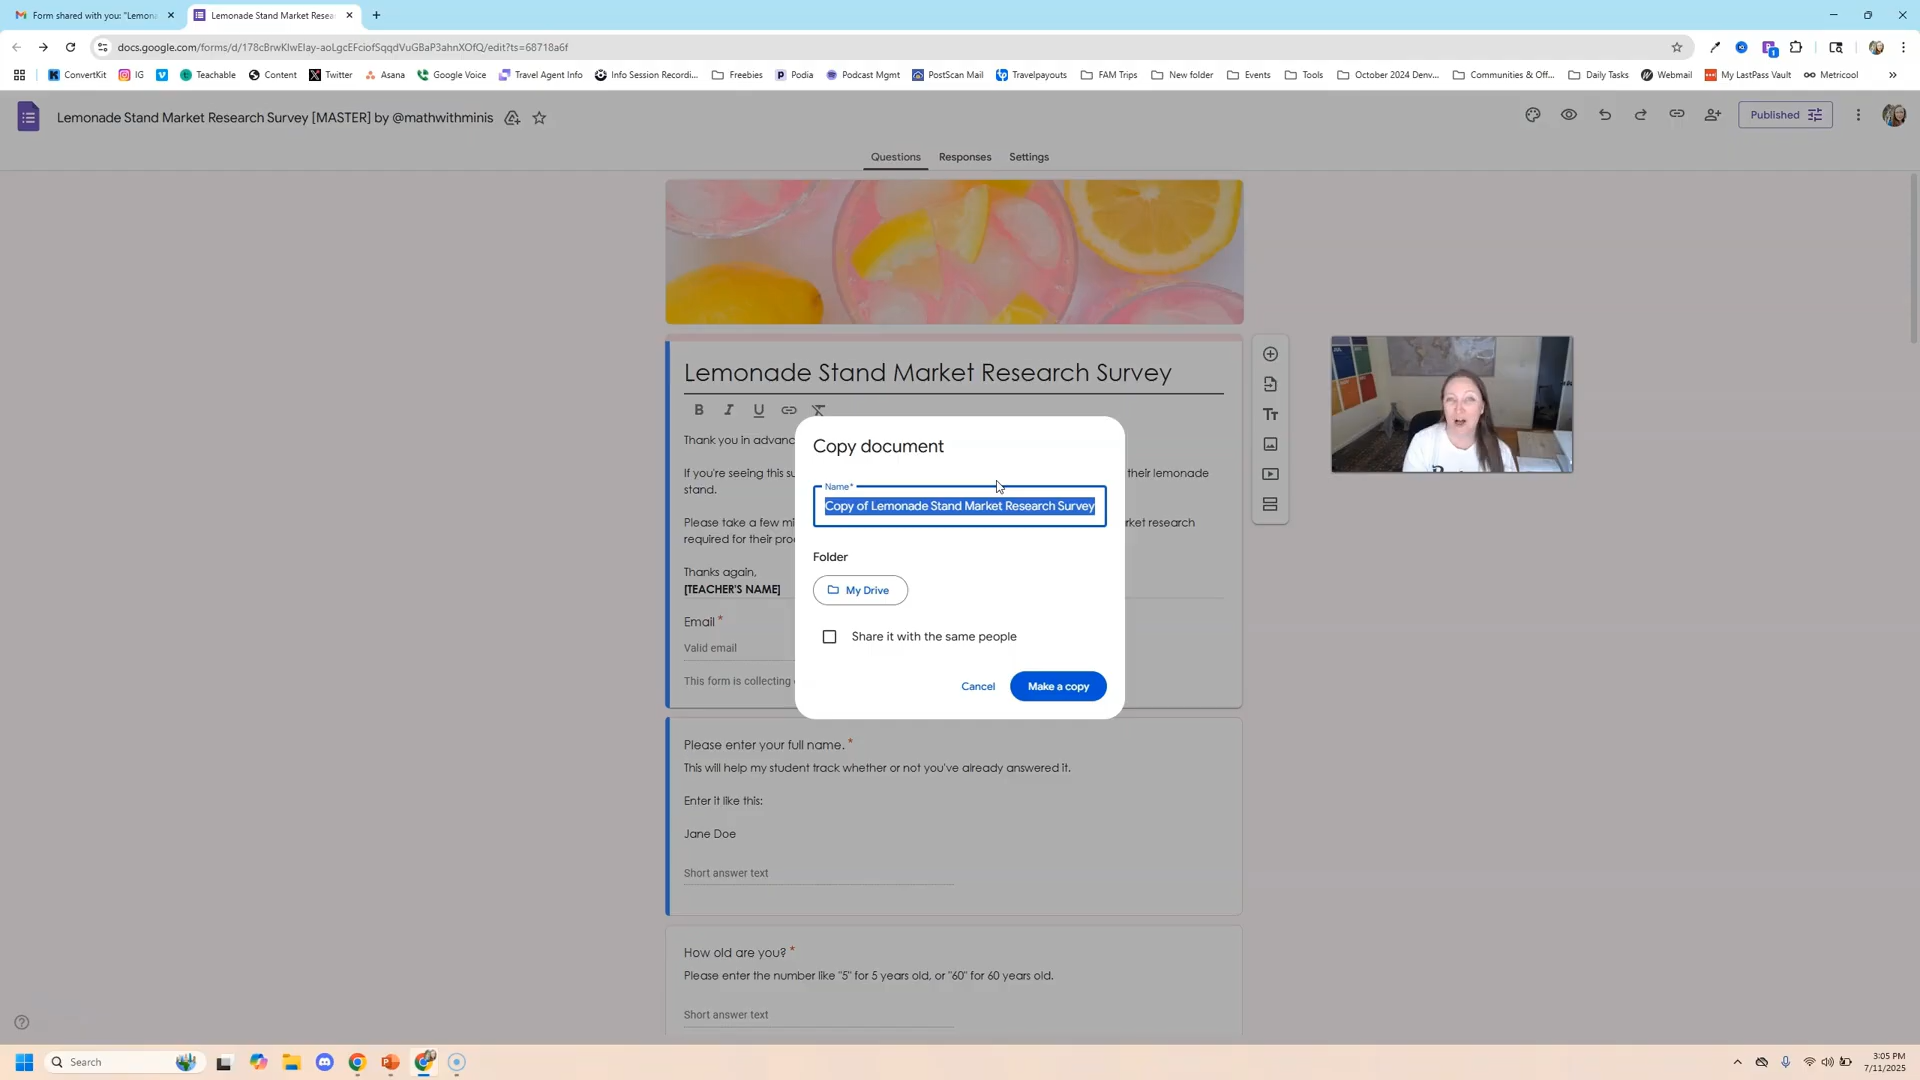 Form shared with you: "Lemona
Lemonade Stand Market Resea
docs.google.com/forms/d/178cBrwKIwEIay-aoLgcEFciofSqqdVuGBaP3ahnXOfQ/edit?ts=68718a6f
ConvertKit
IG
Teachable
Content
Twitter
Asana
Google Voice
Travel Agent Info
Info Session Recordi...
Freebies
Podia
Podcast Mgmt
PostScan Mail
Travelpayouts
FAM Trips
New folder
Events
Tools
October 2024 Denv...
Communities & Off...
Daily Tasks
Webmail
My LastPass Vault
Metricool
Lemonade Stand Market Research Survey [MASTER] by @mathwithminis
Published
Questions
Responses
Settings
Lemonade Stand Market Research Survey
B I U
Thank you in advanc
If you're seeing this su
their lemonade
stand.
Please take a few mi
rket research
required for their proc
Thanks again,
[TEACHER'S NAME]
Email *
Valid email
This form is collecting
Copy document
Name*
Copy of Lemonade Stand Market Research Survey
Folder
My Drive
Share it with the same people
Cancel
Make a copy
Please enter your full name. *
This will help my student track whether or not you've already answered it.
Enter it like this:
Jane Doe
Short answer text
How old are you? *
Please enter the number like "5" for 5 years old, or "60" for 60 years old.
Short answer text
Search
3:05 PM
7/11/2025